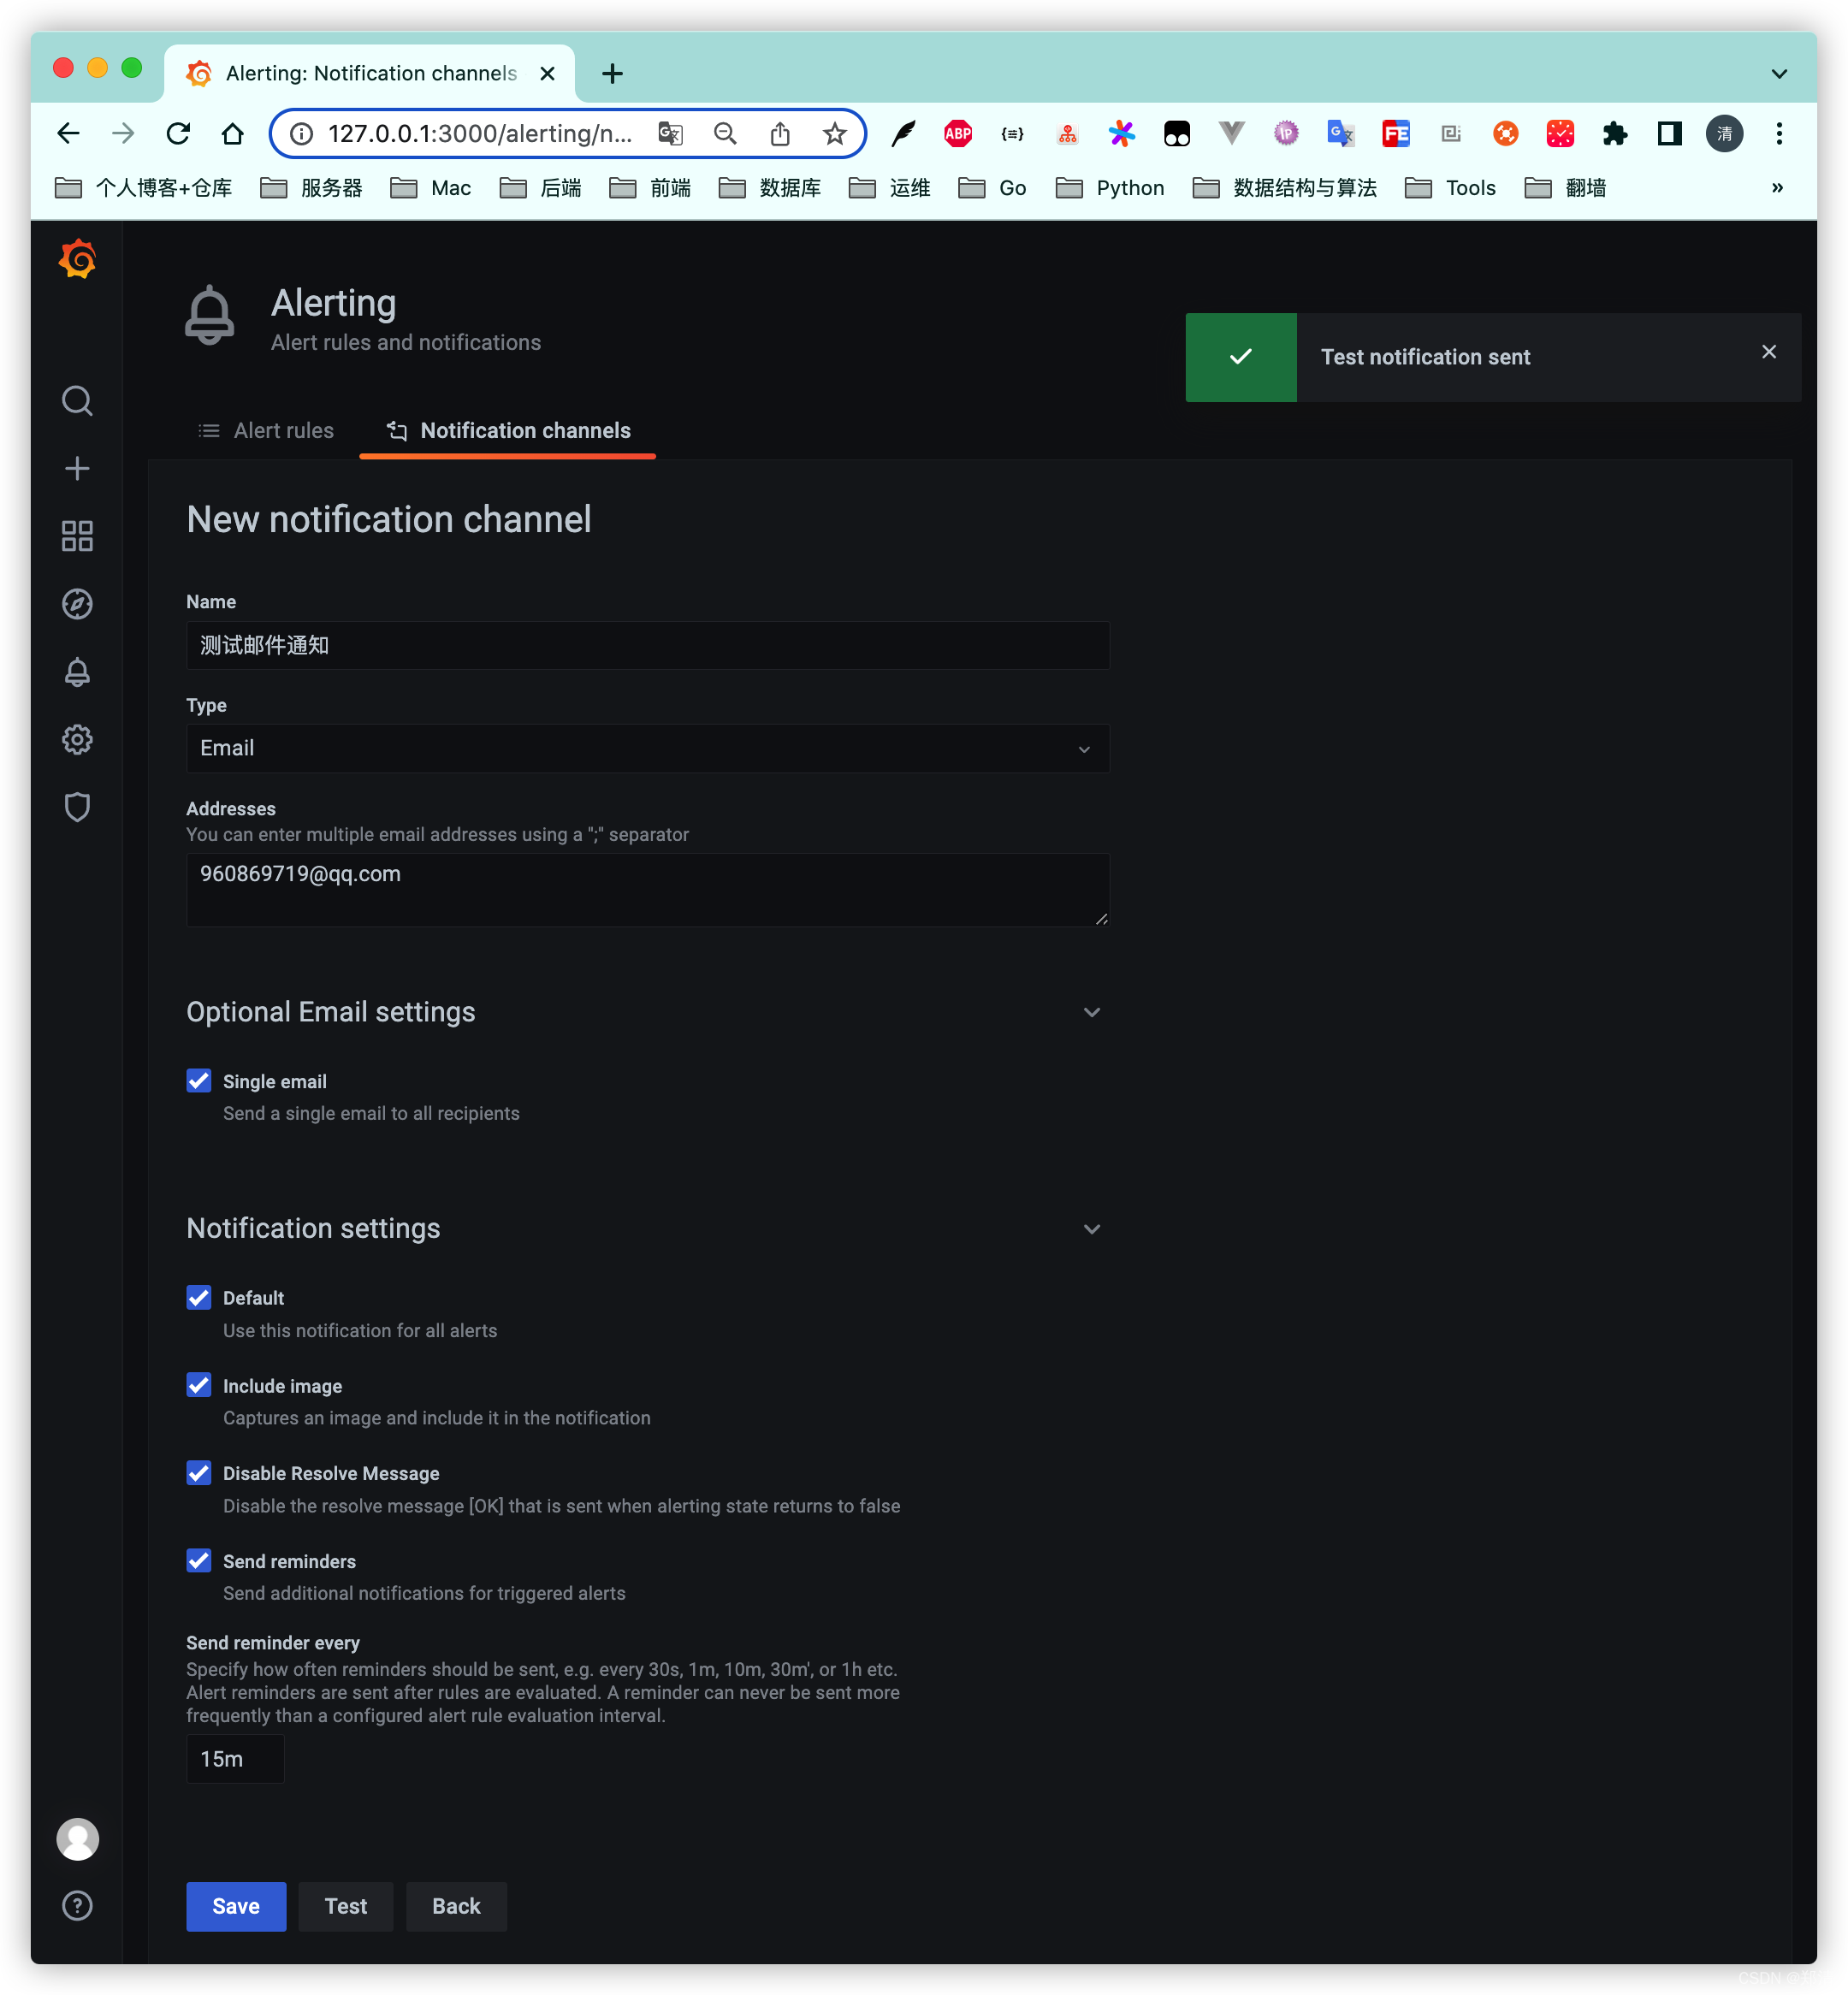 Alerting: Notification channels
127.0.0.1:3000/alerting/n...
ABP
{≡}
IP
FE
清
个人博客+仓库 服务器 Mac 后端 前端 数据库 运维 Go Python 数据结构与算法 Tools 翻墙 »
Alerting
Alert rules and notifications
Test notification sent
Alert rules Notification channels
New notification channel
Name
测试邮件通知
Type
Email
Addresses
You can enter multiple email addresses using a ";" separator
960869719@qq.com
Optional Email settings
Single email
Send a single email to all recipients
Notification settings
Default
Use this notification for all alerts
Include image
Captures an image and include it in the notification
Disable Resolve Message
Disable the resolve message [OK] that is sent when alerting state returns to false
Send reminders
Send additional notifications for triggered alerts
Send reminder every
Specify how often reminders should be sent, e.g. every 30s, 1m, 10m, 30m', or 1h etc.
Alert reminders are sent after rules are evaluated. A reminder can never be sent more
frequently than a configured alert rule evaluation interval.
15m
Save Test Back
CSDN